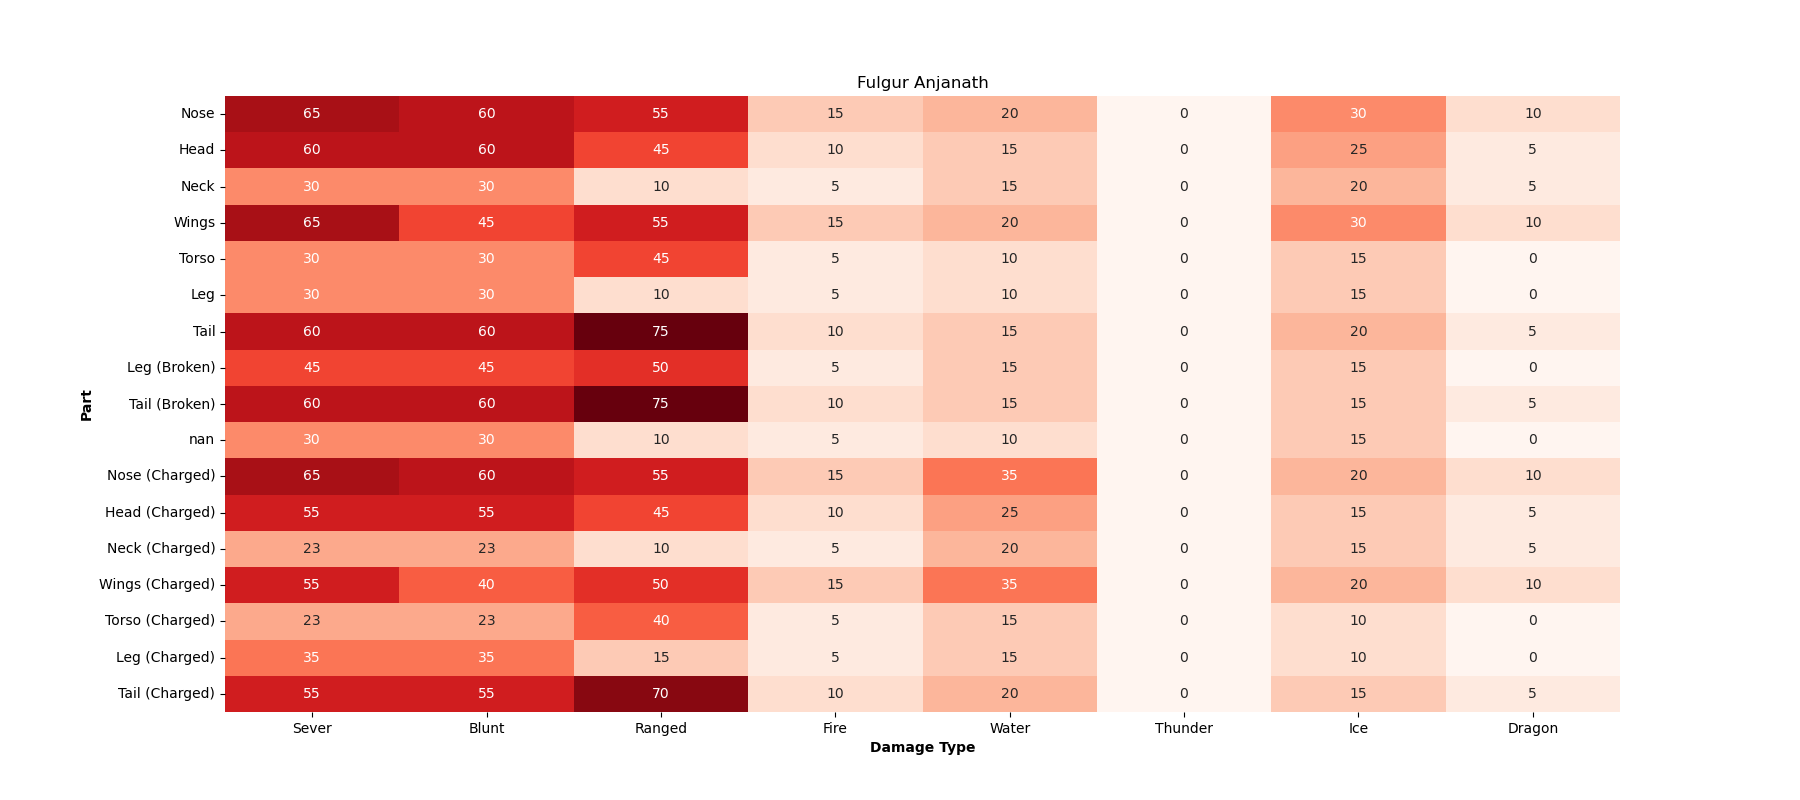 Fulgur Anjanath
Nose 65 60 55 15 20 0 30 10
Head 60 60 45 10 15 0 25 5
Neck 30 30 10 5 15 0 20 5
Wings 65 45 55 15 20 0 30 10
Torso 30 30 45 5 10 0 15 0
Leg 30 30 10 5 10 0 15 0
Tail 60 60 75 10 15 0 20 5
Leg (Broken) 45 45 50 5 15 0 15 0
Tail (Broken) 60 60 75 10 15 0 15 5
nan 30 30 10 5 10 0 15 0
Nose (Charged) 65 60 55 15 35 0 20 10
Head (Charged) 55 55 45 10 25 0 15 5
Neck (Charged) 23 23 10 5 20 0 15 5
Wings (Charged) 55 40 50 15 35 0 20 10
Torso (Charged) 23 23 40 5 15 0 10 0
Leg (Charged) 35 35 15 5 15 0 10 0
Tail (Charged) 55 55 70 10 20 0 15 5
Part
Sever Blunt Ranged Fire Water Thunder Ice Dragon
Damage Type